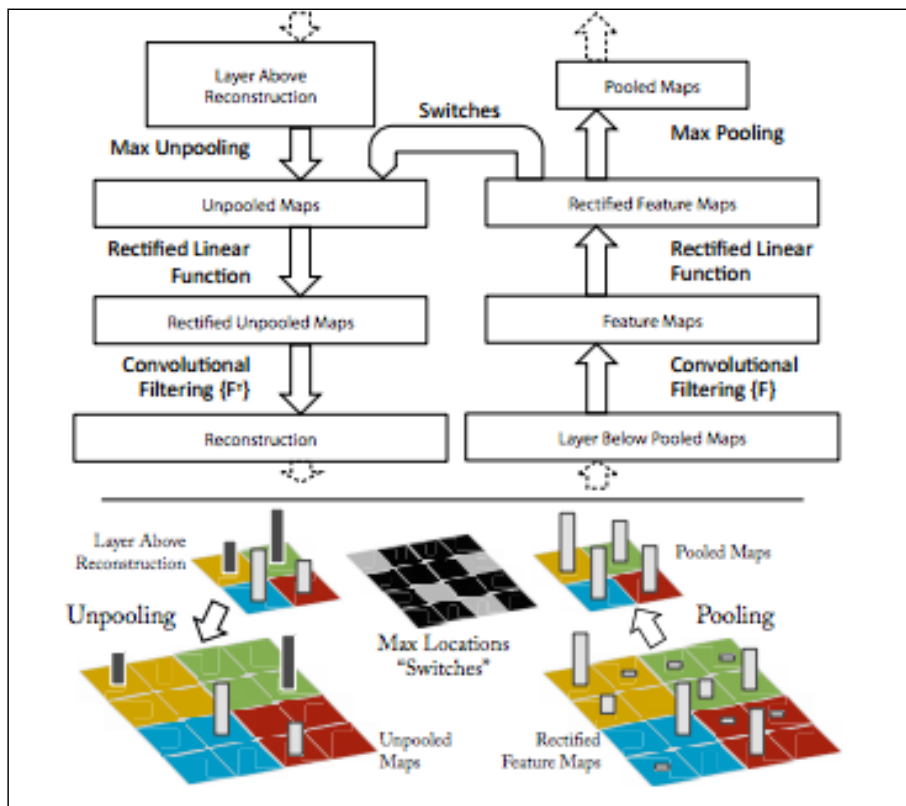 Layer Above
Reconstruction
Pooled Maps
Switches
Max Unpooling
Max Pooling
Unpooled Maps
Rectified Feature Maps
Rectified Linear
Function
Rectified Linear
Function
Rectified Unpooled Maps
Feature Maps
Convolutional
Filtering {Fᵀ}
Convolutional
Filtering {F}
Reconstruction
Layer Below Pooled Maps
Layer Above
Reconstruction
Pooled Maps
Unpooling
Pooling
Max Locations
“Switches”
Unpooled
Maps
Rectified
Feature Maps